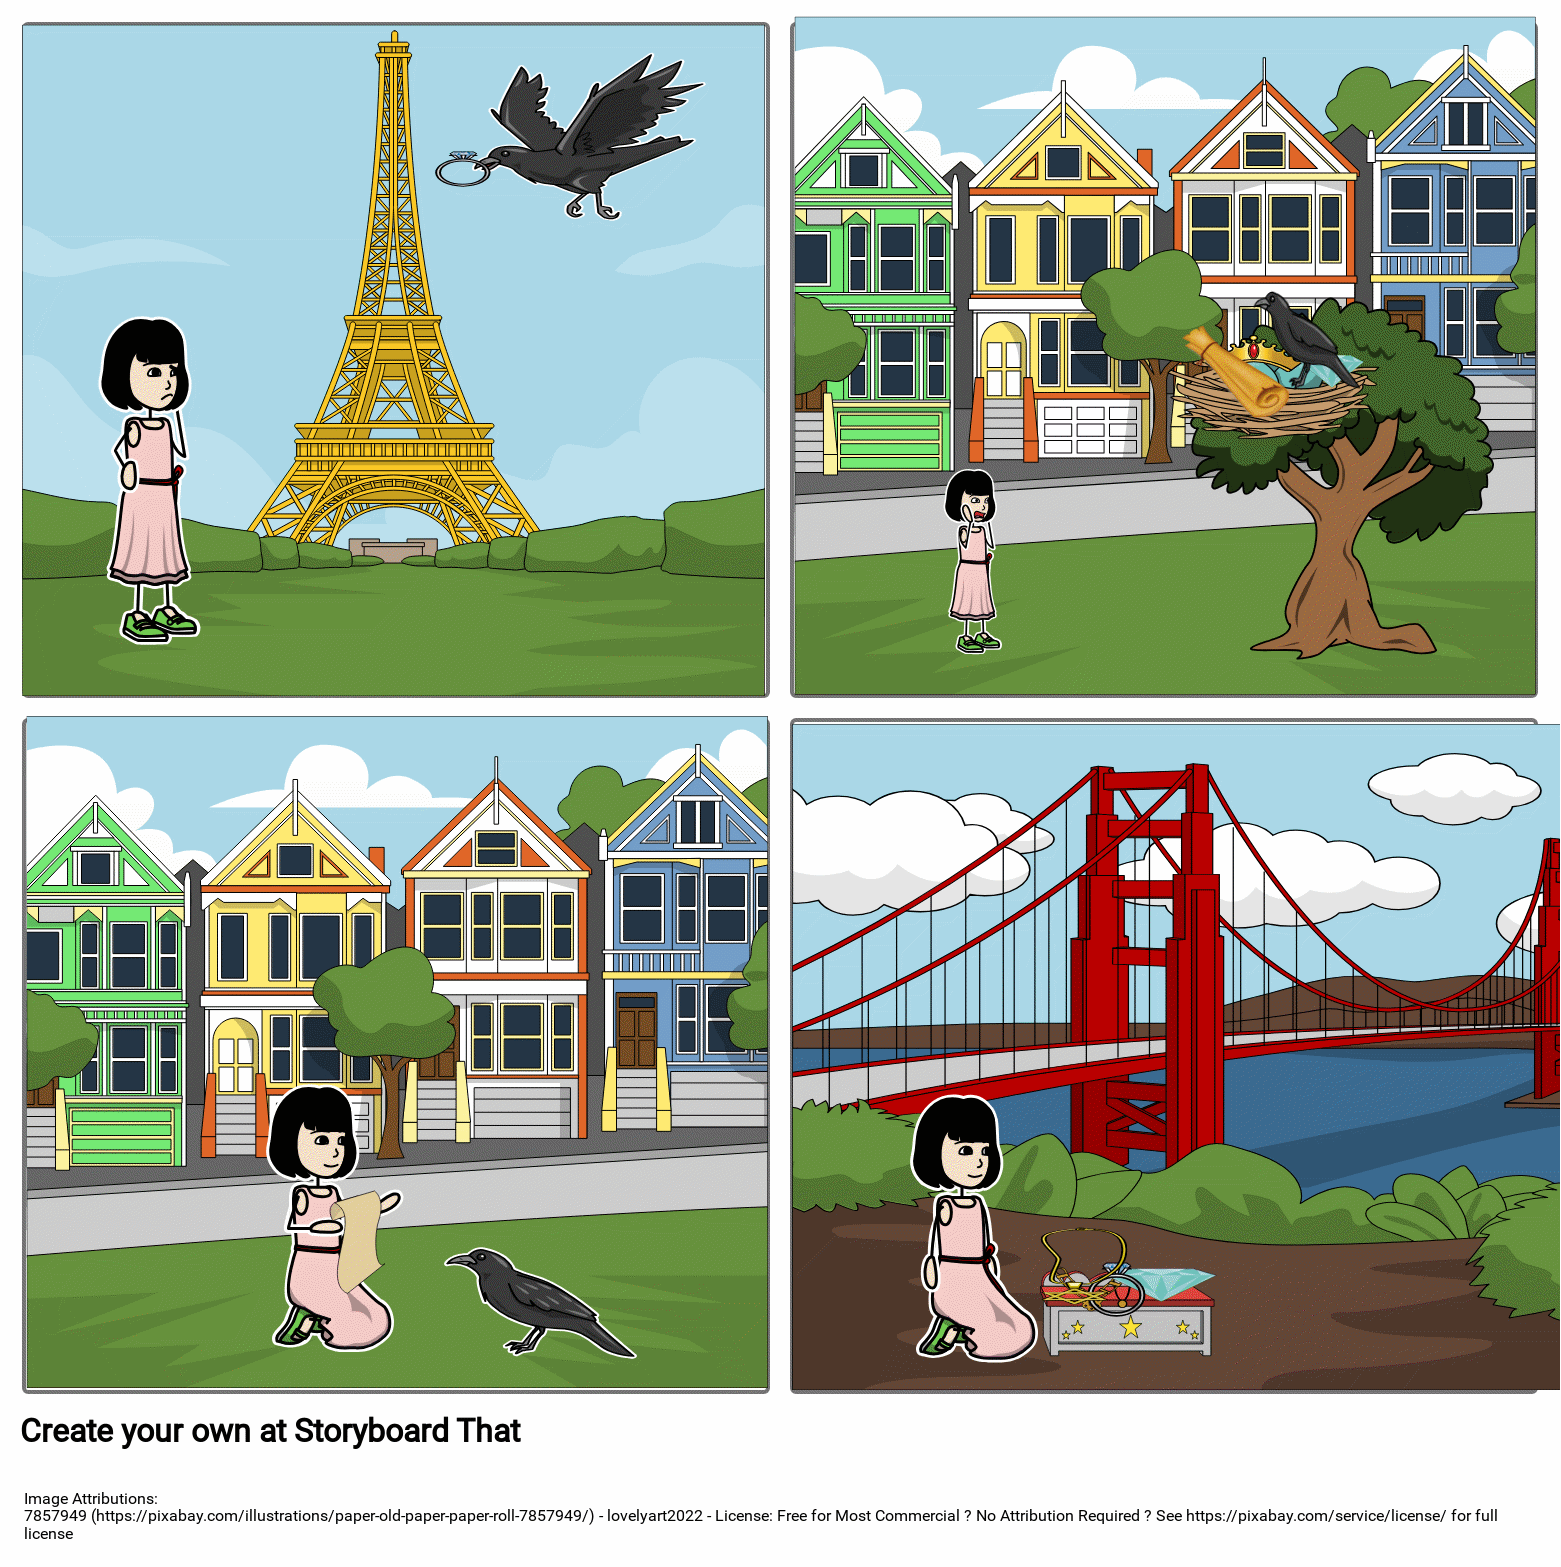 Create your own at Storyboard That
Image Attributions:
7857949 (https://pixabay.com/illustrations/paper-old-paper-paper-roll-7857949/) - lovelyart2022 - License: Free for Most Commercial ? No Attribution Required ? See https://pixabay.com/service/license/ for full
license